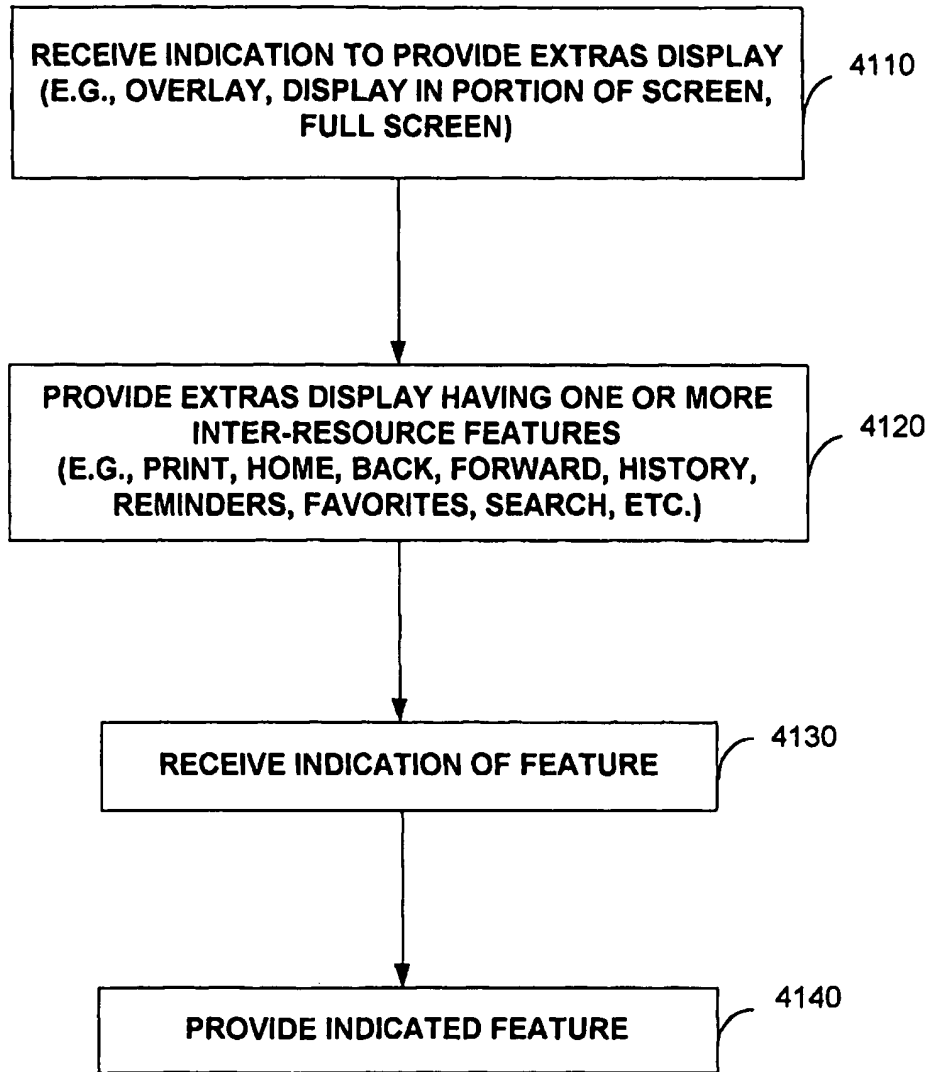 RECEIVE INDICATION TO PROVIDE EXTRAS DISPLAY
(E.G., OVERLAY, DISPLAY IN PORTION OF SCREEN,
FULL SCREEN)
4110
PROVIDE EXTRAS DISPLAY HAVING ONE OR MORE
INTER-RESOURCE FEATURES
(E.G., PRINT, HOME, BACK, FORWARD, HISTORY,
REMINDERS, FAVORITES, SEARCH, ETC.)
4120
RECEIVE INDICATION OF FEATURE
4130
PROVIDE INDICATED FEATURE
4140